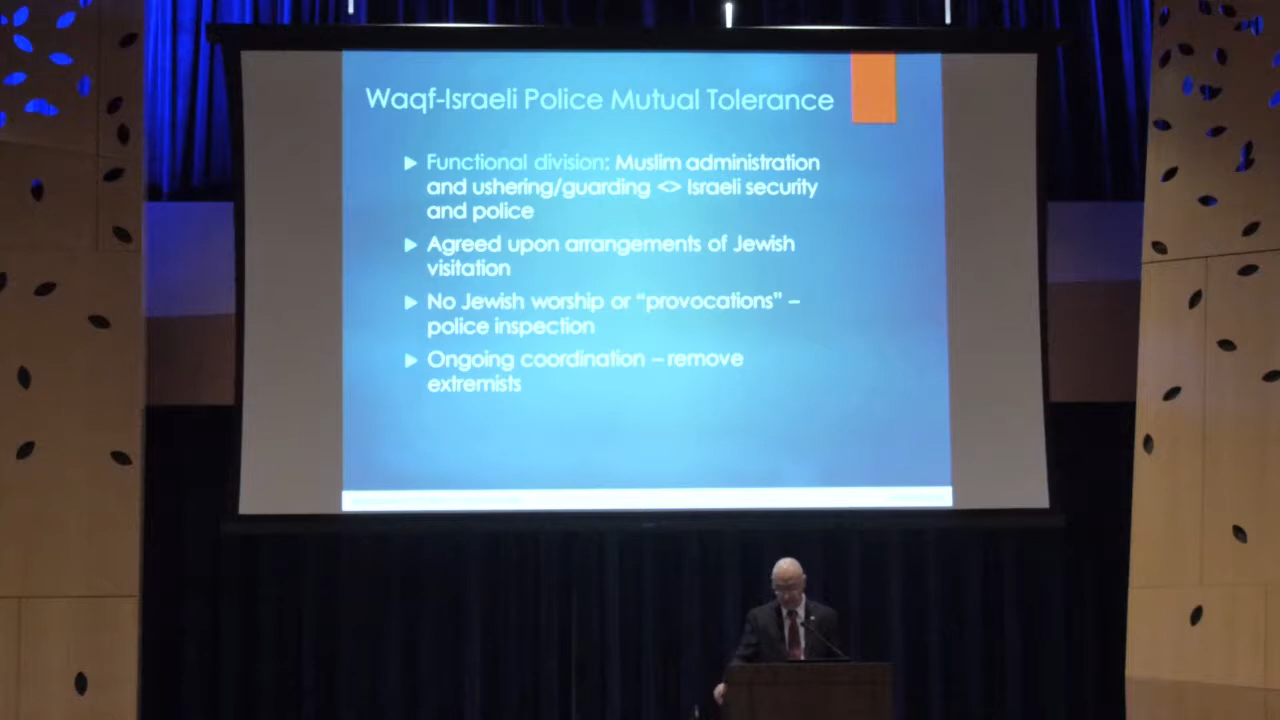 Waqf-Israeli Police Mutual Tolerance
▶ Functional division: Muslim administration
and ushering/guarding <> Israeli security
and police
▶ Agreed upon arrangements of Jewish
visitation
▶ No Jewish worship or “provocations” –
police inspection
▶ Ongoing coordination – remove
extremists